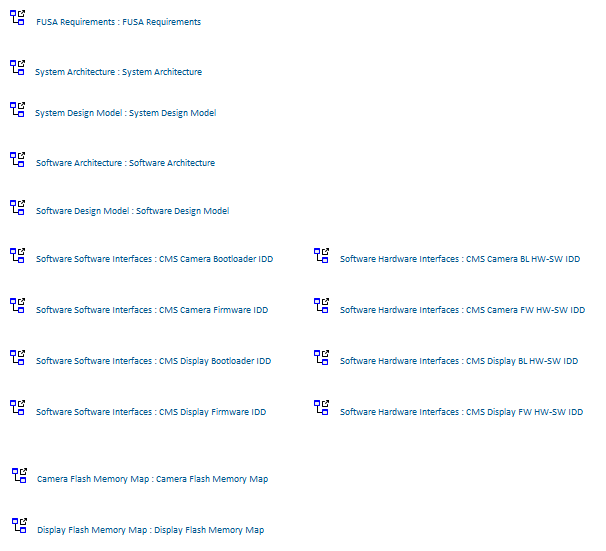 FUSA Requirements : FUSA Requirements
System Architecture : System Architecture
System Design Model : System Design Model
Software Architecture : Software Architecture
Software Design Model : Software Design Model
Software Software Interfaces : CMS Camera Bootloader IDD
Software Hardware Interfaces : CMS Camera BL HW-SW IDD
Software Software Interfaces : CMS Camera Firmware IDD
Software Hardware Interfaces : CMS Camera FW HW-SW IDD
Software Software Interfaces : CMS Display Bootloader IDD
Software Hardware Interfaces : CMS Display BL HW-SW IDD
Software Software Interfaces : CMS Display Firmware IDD
Software Hardware Interfaces : CMS Display FW HW-SW IDD
Camera Flash Memory Map : Camera Flash Memory Map
Display Flash Memory Map : Display Flash Memory Map